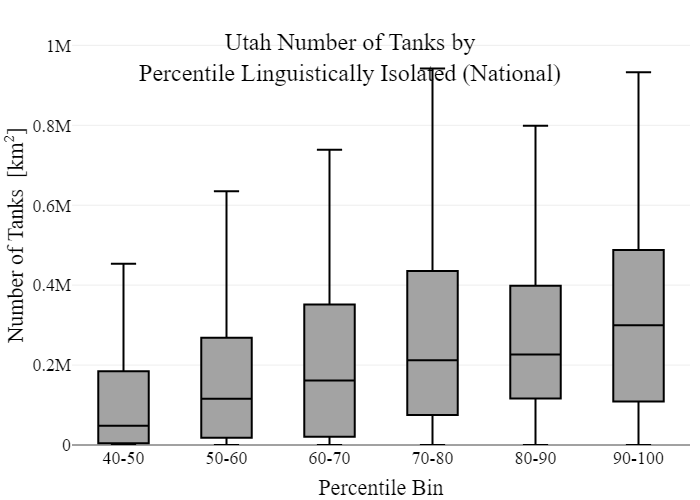 Utah Number of Tanks by
Percentile Linguistically Isolated (National)
Number of Tanks [km²]
1M
0.8M
0.6M
0.4M
0.2M
0
40-50 50-60 60-70 70-80 80-90 90-100
Percentile Bin